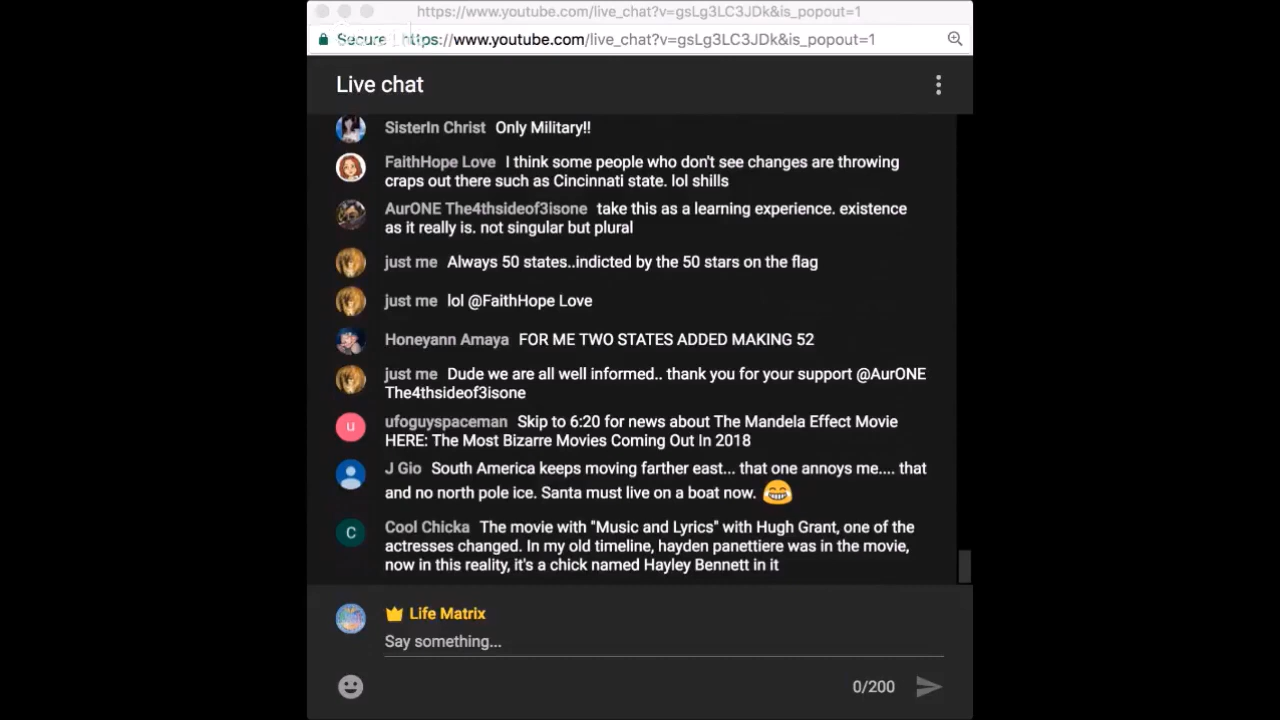 https://www.youtube.com/live_chat?v=gsLg3LC3JDk&is_popout=1
Secure https://www.youtube.com/live_chat?v=gsLg3LC3JDk&is_popout=1
Live chat
SisterIn Christ Only Military!!
FaithHope Love I think some people who don't see changes are throwing
craps out there such as Cincinnati state. lol shills
AurONE The4thsideof3isone take this as a learning experience. existence
as it really is. not singular but plural
just me Always 50 states..indicted by the 50 stars on the flag
just me lol @FaithHope Love
Honeyann Amaya FOR ME TWO STATES ADDED MAKING 52
just me Dude we are all well informed.. thank you for your support @AurONE
The4thsideof3isone
u ufoguyspaceman Skip to 6:20 for news about The Mandela Effect Movie
HERE: The Most Bizarre Movies Coming Out In 2018
J Gio South America keeps moving farther east... that one annoys me.... that
and no north pole ice. Santa must live on a boat now. 😂
C Cool Chicka The movie with "Music and Lyrics" with Hugh Grant, one of the
actresses changed. In my old timeline, hayden panettiere was in the movie,
now in this reality, it's a chick named Hayley Bennett in it
Life Matrix
Say something...
0/200